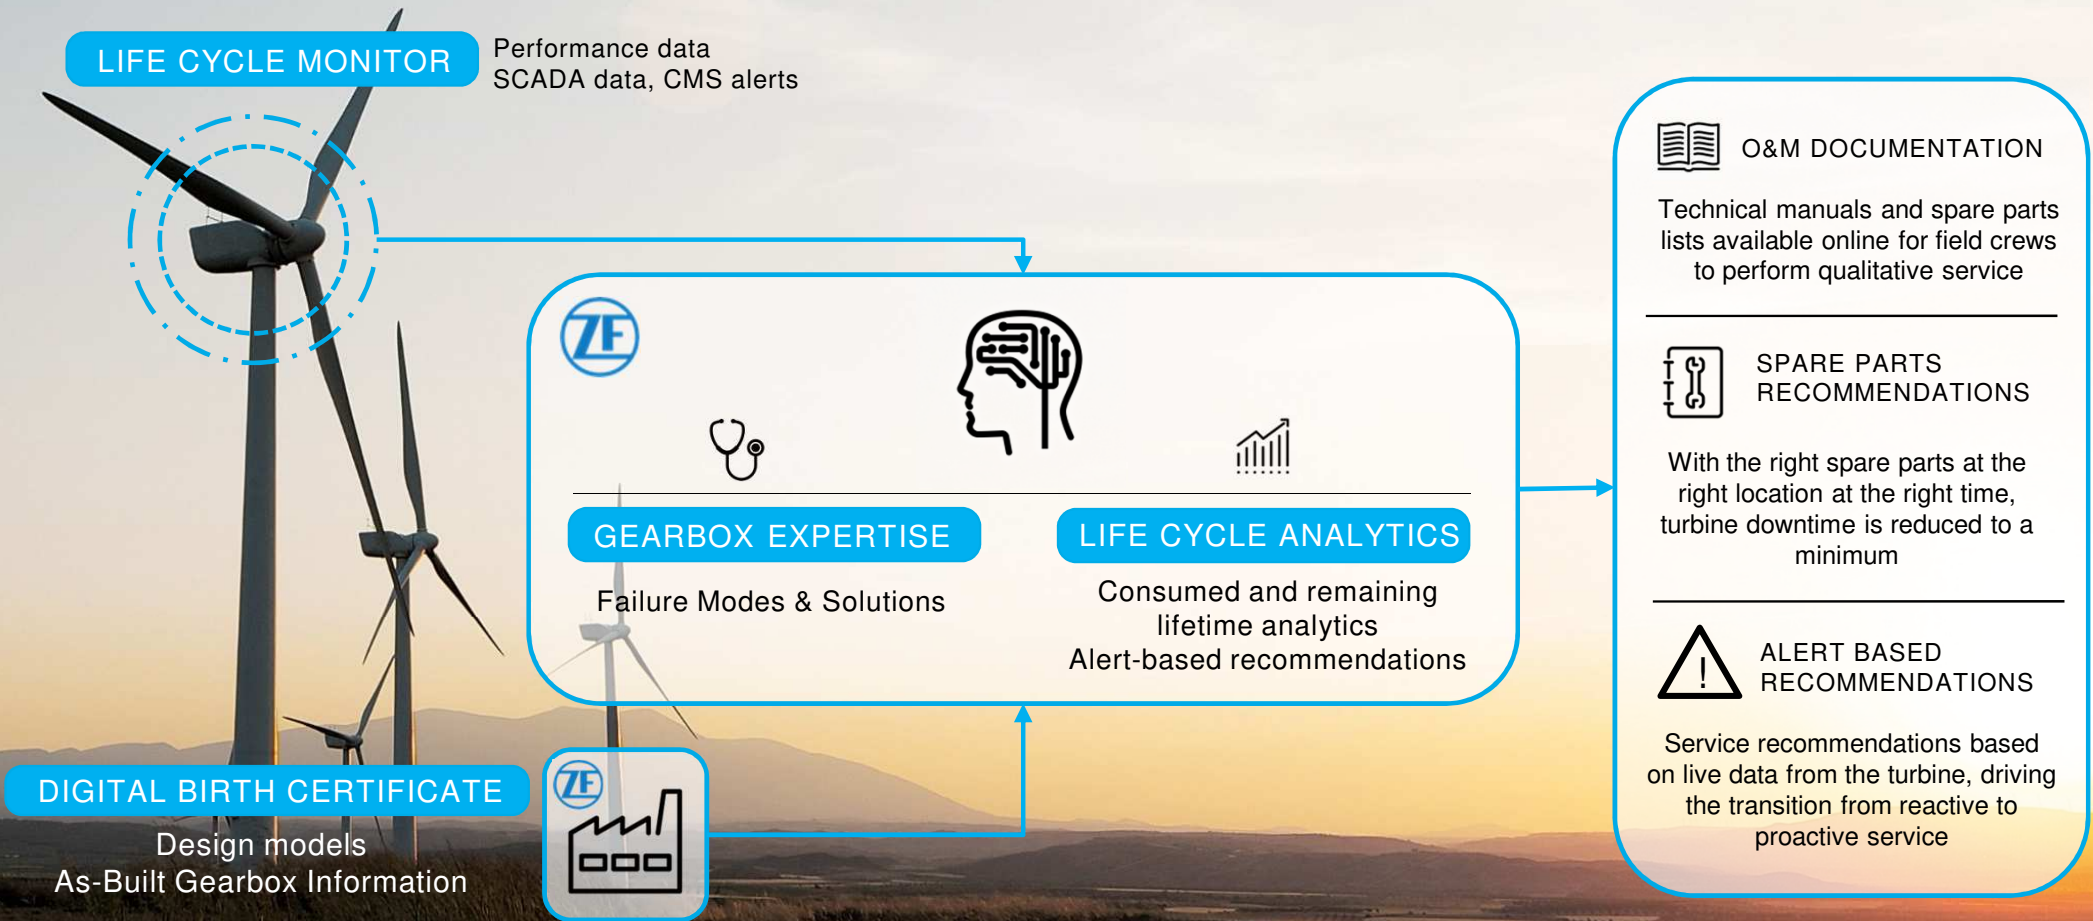 LIFE CYCLE MONITOR
Performance data
SCADA data, CMS alerts
ZF
GEARBOX EXPERTISE
Failure Modes & Solutions
LIFE CYCLE ANALYTICS
Consumed and remaining
lifetime analytics
Alert-based recommendations
DIGITAL BIRTH CERTIFICATE
Design models
As-Built Gearbox Information
ZF
O&M DOCUMENTATION
Technical manuals and spare parts
lists available online for field crews
to perform qualitative service
SPARE PARTS
RECOMMENDATIONS
With the right spare parts at the
right location at the right time,
turbine downtime is reduced to a
minimum
!
ALERT BASED
RECOMMENDATIONS
Service recommendations based
on live data from the turbine, driving
the transition from reactive to
proactive service